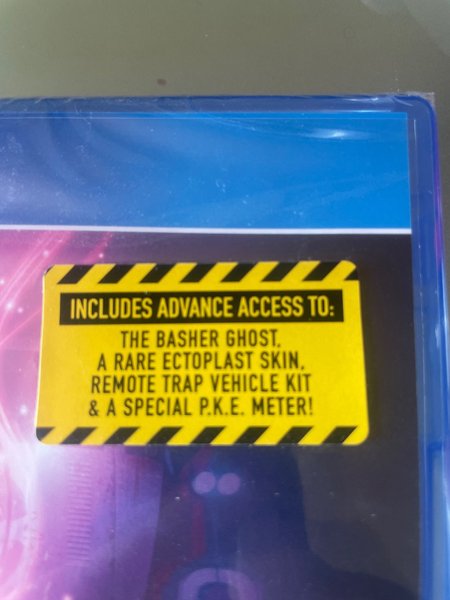 INCLUDES ADVANCE ACCESS TO:
THE BASHER GHOST,
A RARE ECTOPLAST SKIN,
REMOTE TRAP VEHICLE KIT
& A SPECIAL P.K.E. METER!